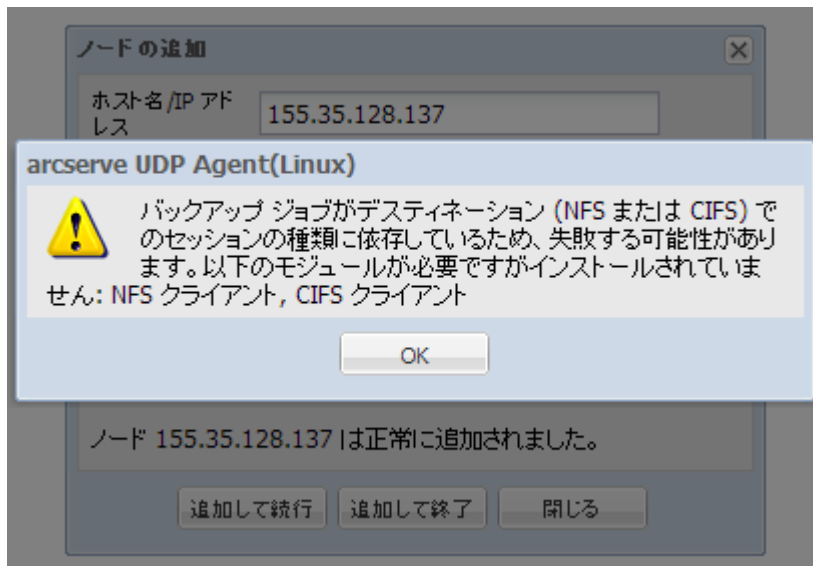 ノードの追加
ホスト名/IP アド
レス
155.35.128.137
arcserve UDP Agent(Linux)
バックアップ ジョブがデスティネーション (NFS または CIFS) で
のセッションの種類に依存しているため、失敗する可能性があり
ます。以下のモジュールが必要ですがインストールされていま
せん: NFS クライアント, CIFS クライアント
OK
ノード 155.35.128.137 は正常に追加されました。
追加して続行 追加して終了 閉じる